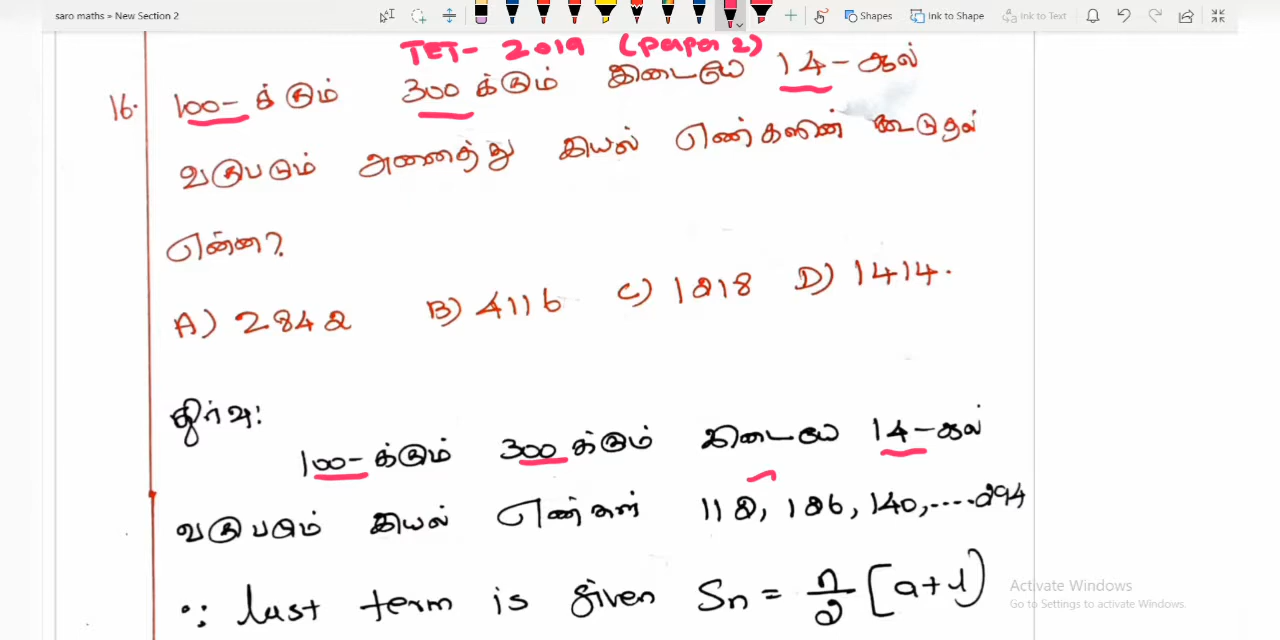 saro maths > New Section 2
Shapes Ink to Shape Ink to Text
TET- 2019 (paper 2)
16. 100-க்கும் 300க்கும் இடையே 14-ஆல்
வகுபடும் அனைத்து இயல் எண்களின் கூடுதல்
என்ன?
A) 2842 B) 4116 C) 1218 D) 1414.
தீர்வு:
100-க்கும் 300க்கும் இடையே 14-ஆல்
வகுபடும் இயல் எண்கள் 112, 126, 140, ....294
∵ last term is given Sn = n/2 [a+l)
Activate Windows
Go to Settings to activate Windows.